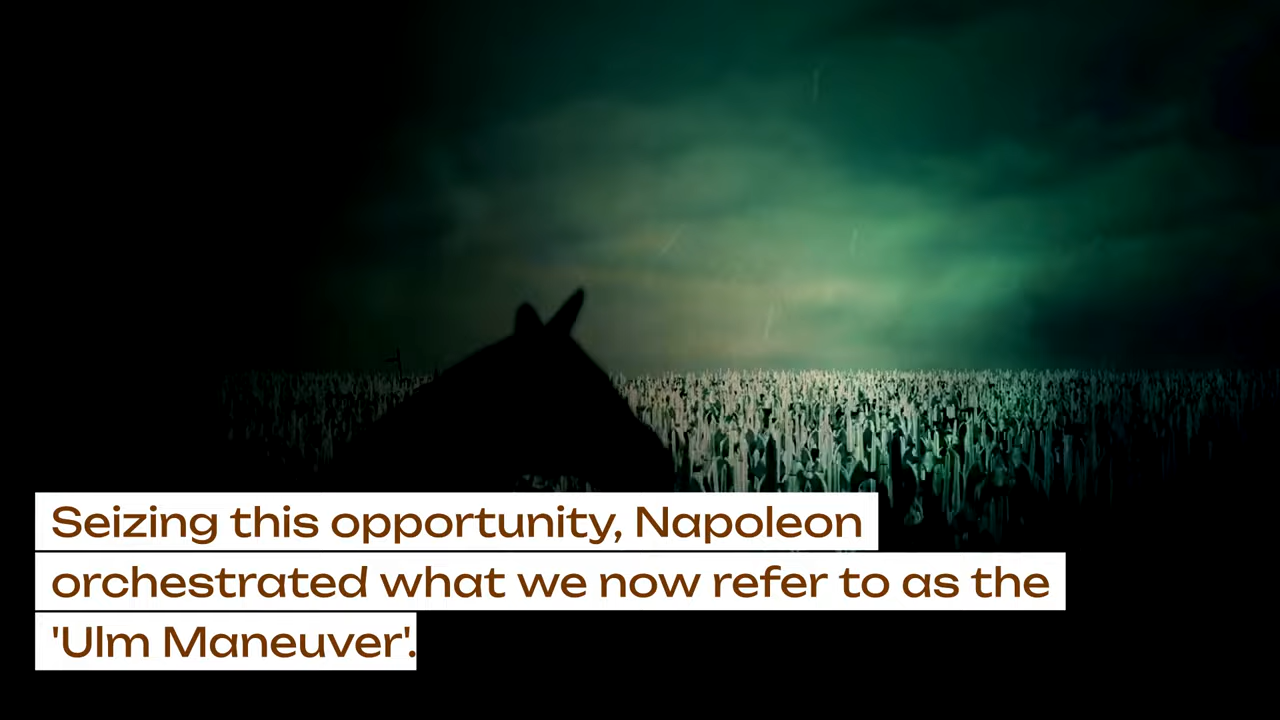 Seizing this opportunity, Napoleon
orchestrated what we now refer to as the
'Ulm Maneuver'.